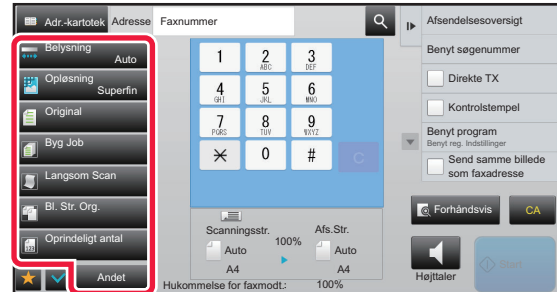 Adr.-kartotek Adresse Faxnummer
Belysning
Auto
Opløsning
Superfin
Original
Byg Job
Langsom Scan
Bl. Str. Org.
Oprindeligt antal
Andet
1 2 3
ABC DEF
4 5 6
GHI JKL MNO
7 8 9
PQRS TUV WXYZ
0 #
C
Scanningsstr. Afs.Str.
100%
Auto Auto
A4 A4
Hukommelse for faxmodt.: 100%
Afsendelsesoversigt
Benyt søgenummer
Direkte TX
Kontrolstempel
Benyt program
Benyt reg. Indstillinger
Send samme billede
som faxadresse
Forhåndsvis CA
Højttaler
Start